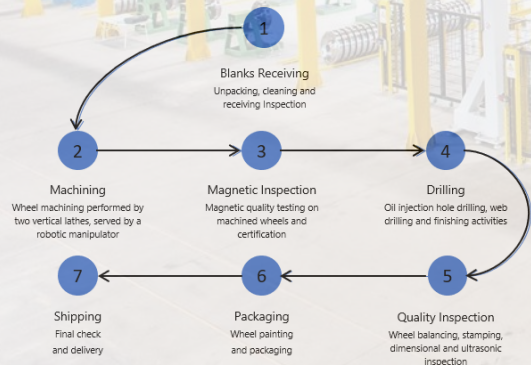 1
Blanks Receiving
Unpacking, cleaning and
receiving Inspection
2
Machining
Wheel machining performed by
two vertical lathes, served by a
robotic manipulator
3
Magnetic Inspection
Magnetic quality testing on
machined wheels and
certification
4
Drilling
Oil injection hole drilling, web
drilling and finishing activities
5
Quality Inspection
Wheel balancing, stamping,
dimensional and ultrasonic
inspection
6
Packaging
Wheel painting
and packaging
7
Shipping
Final check
and delivery